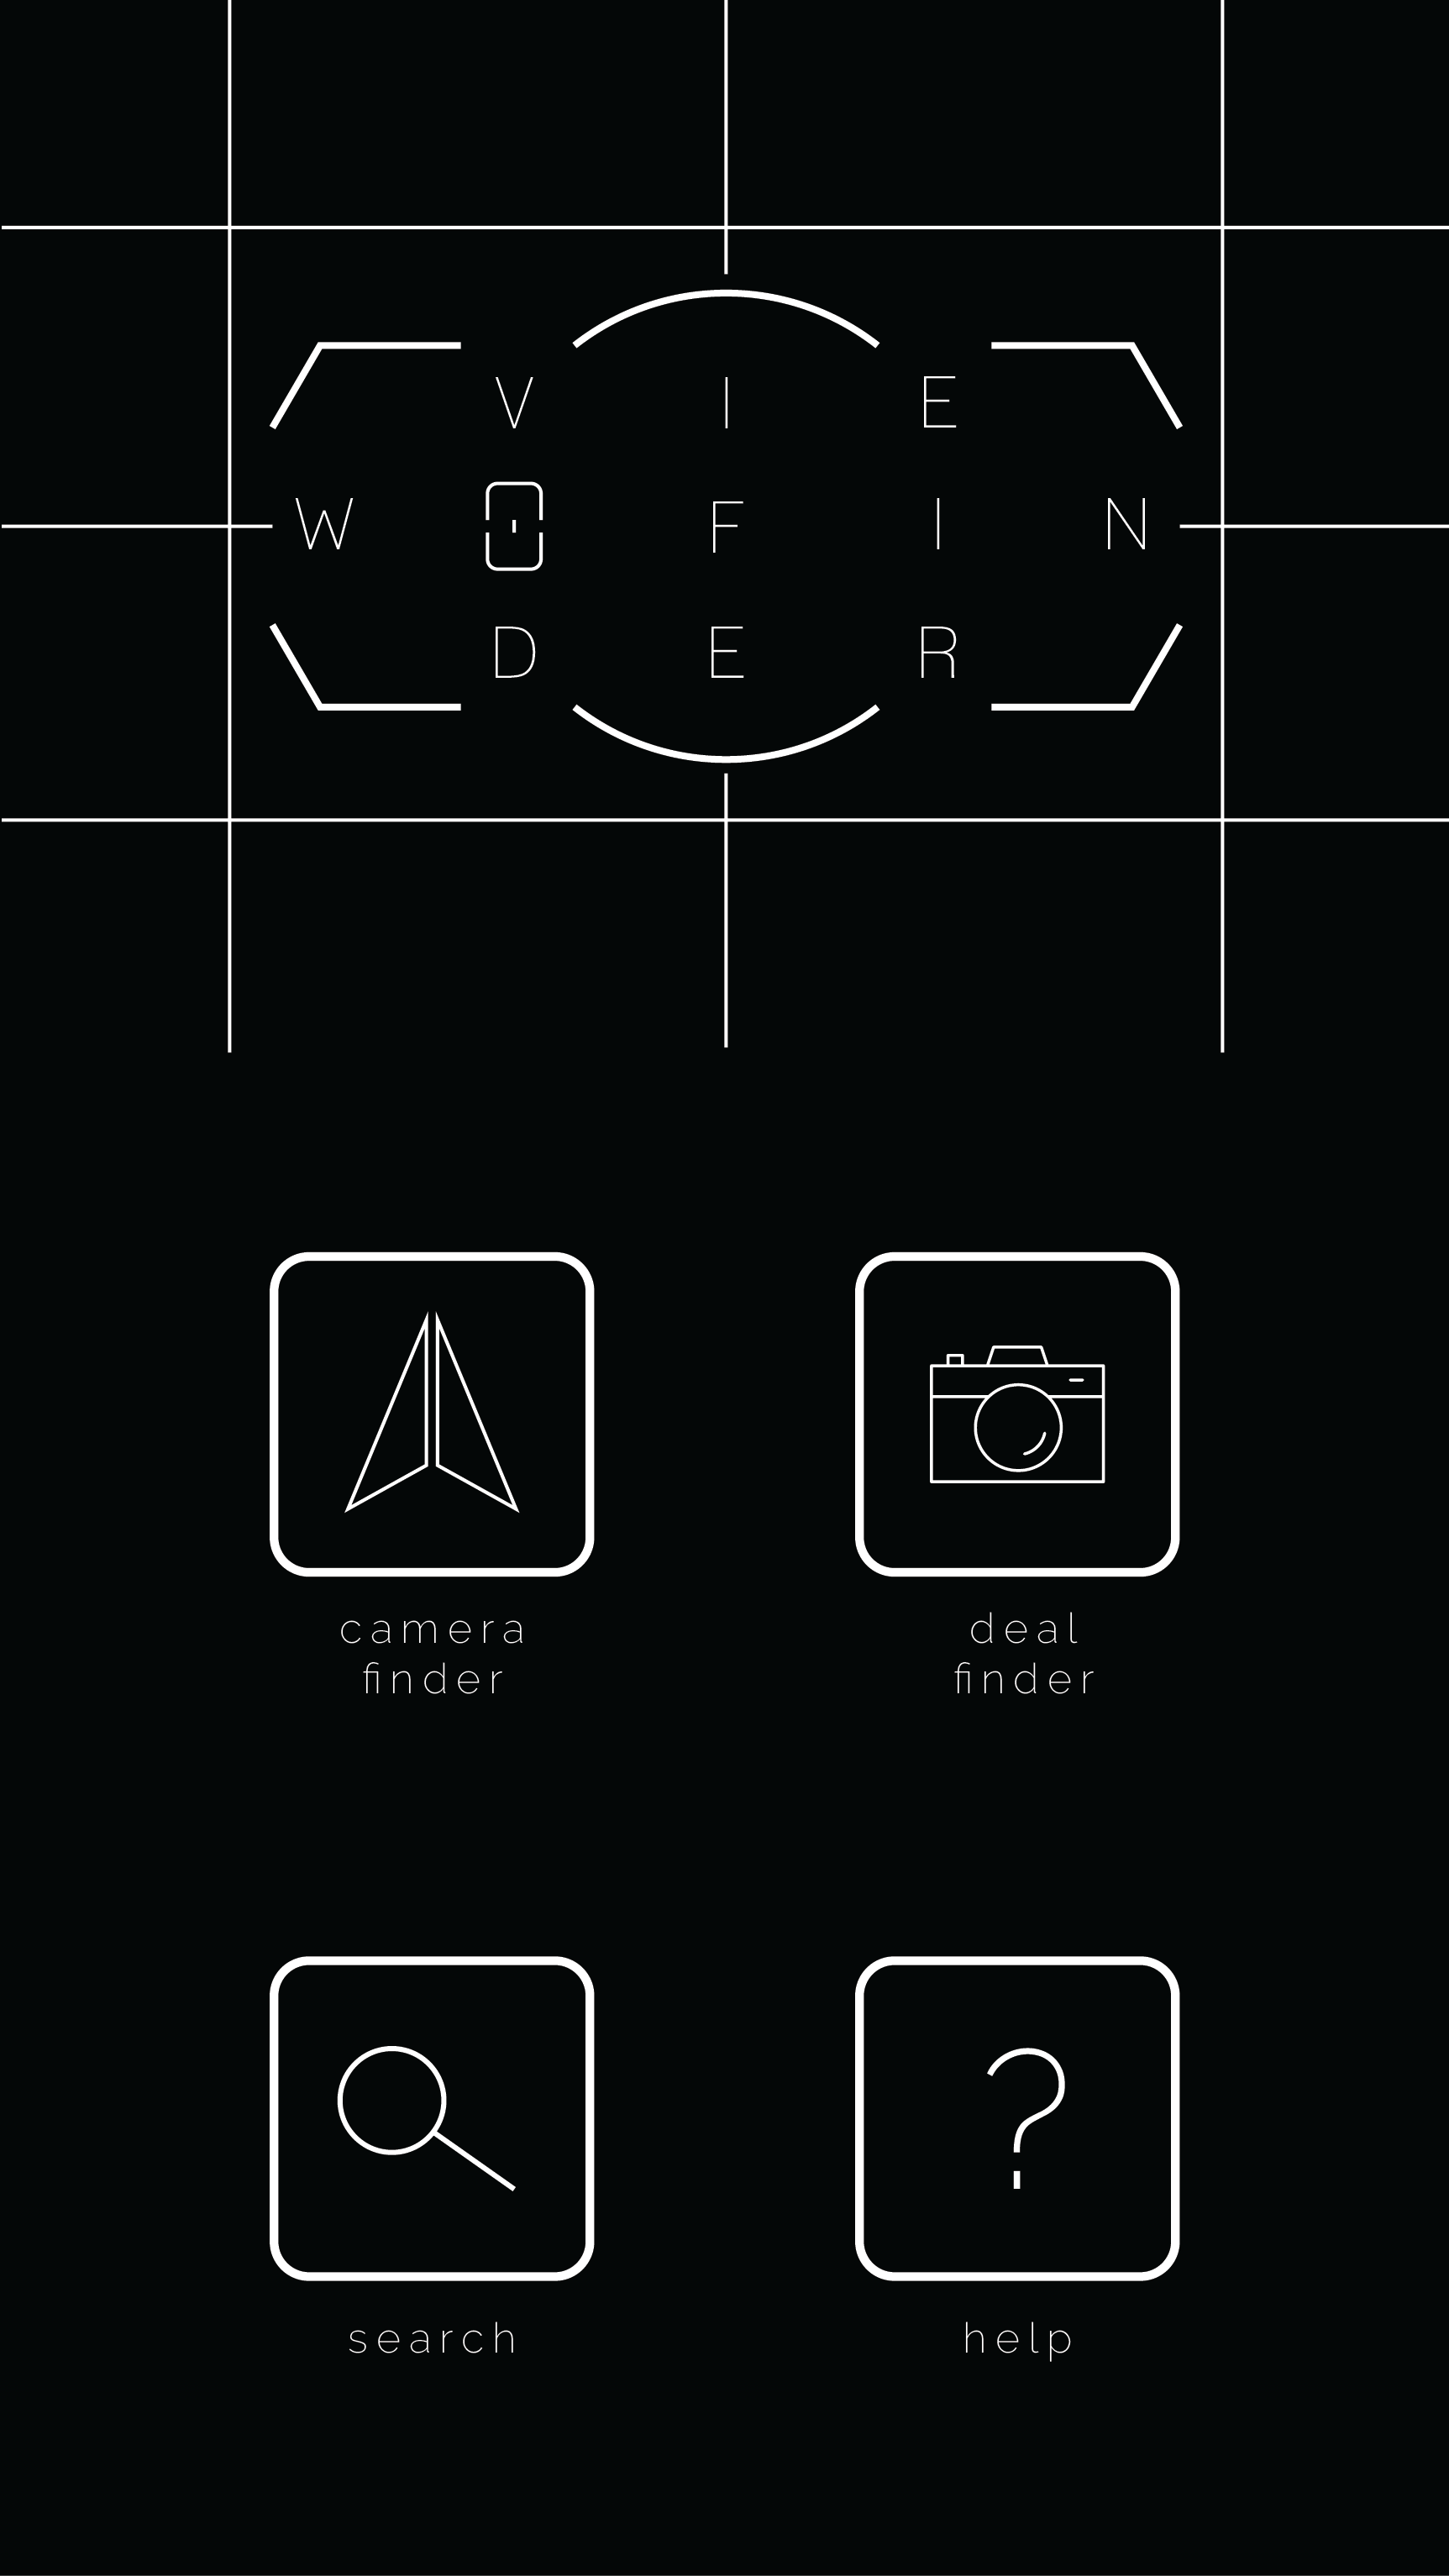 V I E
W F I N
D E R
camera
finder
deal
finder
search
?
help